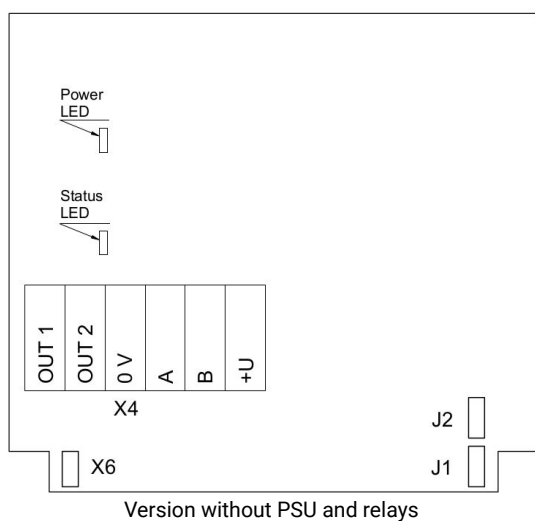 Power
LED
Status
LED
OUT 1
OUT 2
0 V
A
B
+U
X4
J2
X6
J1
Version without PSU and relays